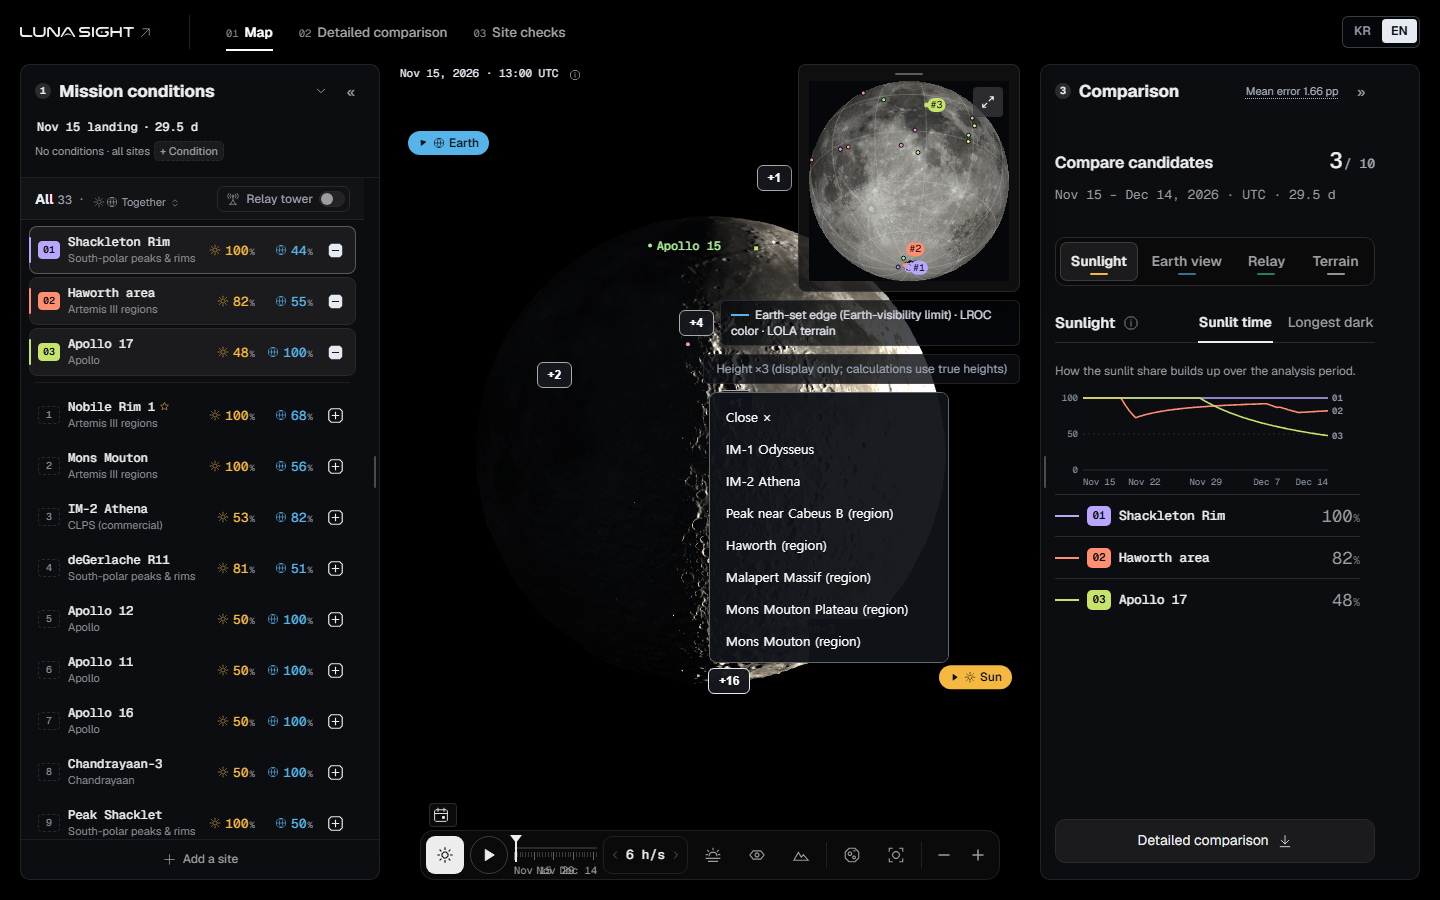 LUNA SIGHT
01 Map
02 Detailed comparison
03 Site checks
KR EN
1 Mission conditions
Nov 15 landing · 29.5 d
No conditions · all sites + Condition
All 33 · Together
Relay tower
01 Shackleton Rim 100% 44%
South-polar peaks & rims
02 Haworth area 82% 55%
Artemis III regions
03 Apollo 17 48% 100%
Apollo
1 Nobile Rim 1 100% 68%
Artemis III regions
2 Mons Mouton 100% 56%
Artemis III regions
3 IM-2 Athena 53% 82%
CLPS (commercial)
4 deGerlache R11 81% 51%
South-polar peaks & rims
5 Apollo 12 50% 100%
Apollo
6 Apollo 11 50% 100%
Apollo
7 Apollo 16 50% 100%
Apollo
8 Chandrayaan-3 50% 100%
Chandrayaan
9 Peak Shacklet 100% 50%
South-polar peaks & rims
Add a site
Nov 15, 2026 · 13:00 UTC
Earth
+1
#3
#2
#1
Apollo 15
+4
Earth-set edge (Earth-visibility limit) · LROC
color · LOLA terrain
Height ×3 (display only; calculations use true heights)
+2
Close ×
IM-1 Odysseus
IM-2 Athena
Peak near Cabeus B (region)
Haworth (region)
Malapert Massif (region)
Mons Mouton Plateau (region)
Mons Mouton (region)
+16
Sun
6 h/s
Nov 15 Nov 29 Dec 14
3 Comparison
Mean error 1.66 pp
Compare candidates 3 / 10
Nov 15 – Dec 14, 2026 · UTC · 29.5 d
Sunlight Earth view Relay Terrain
Sunlight
Sunlit time Longest dark
How the sunlit share builds up over the analysis period.
100
50
0
01
02
03
Nov 15 Nov 22 Nov 29 Dec 7 Dec 14
01 Shackleton Rim 100%
02 Haworth area 82%
03 Apollo 17 48%
Detailed comparison